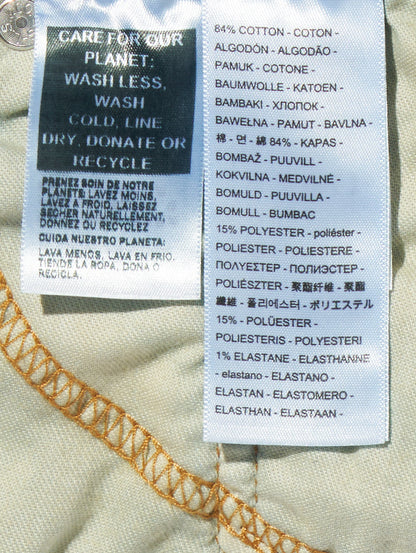 CARE FOR OUR
PLANET:
WASH LESS,
WASH
COLD, LINE
DRY, DONATE OR
RECYCLE
PRENEZ SOIN DE NOTRE
PLANÈTE: LAVEZ MOINS,
LAVEZ À FROID, LAISSEZ
SÉCHER NATURELLEMENT,
DONNEZ OU RECYCLEZ
CUIDA NUESTRO PLANETA:
LAVA MENOS, LAVA EN FRIO,
TIENDE LA ROPA, DONA O
RECICLA.
84% COTTON - COTON -
ALGODÓN - ALGODÃO -
PAMUK - COTONE -
BAUMWOLLE - KATOEN -
BAMBAKI - ХЛОПОК -
BAWEŁNA - PAMUT - BAVLNA -
棉 - 면 - 綿 84% - KAPAS -
BOMBAŽ - PUUVILL -
KOKVILNA - MEDVILNĖ -
BOMULD - PUUVILLA -
BOMULL - BUMBAC
15% POLYESTER - poliéster -
POLIESTER - POLIESTERE -
ΠΟΛΥΕΣΤΕΡ - ПОЛИЭСТЕР -
POLIÉSZTER - 聚酯纤维 - 聚酯
纖維 - 폴리에스터 - ポリエステル
15% - POLÜESTER -
POLIESTERIS - POLYESTERI
1% ELASTANE - ELASTHANNE
- elastano - ELASTANO -
ELASTAN - ELASTOMERO -
ELASTHAN - ELASTAAN -